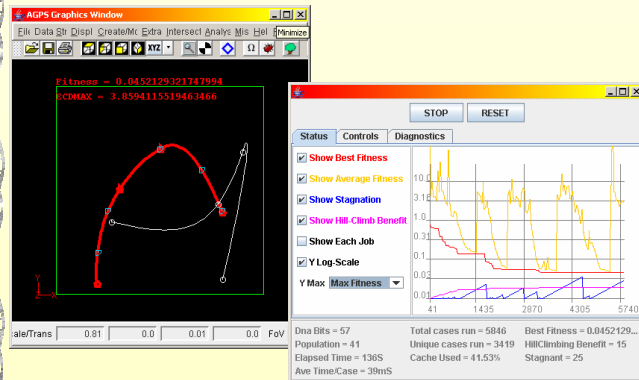 AGPS Graphics Window
File Data Str Displ Create/Mc Extra Intersect Analys Mis Hel
Minimize
XYZ
Fitness = 0.0452129321747994
ECDMAX = 3.8594115519463466
Y
Z
X
ale/Trans 0.81 0.0 0.01 0.0 FoV
STOP RESET
Status Controls Diagnostics
Show Best Fitness
Show Average Fitness
Show Stagnation
Show Hill-Climb Benefit
Show Each Job
Y Log-Scale
Y Max Max Fitness
10.0
3.16
1.0
0.31
0.1
0.03
0.01
41 1435 2870 4305 5740
Dna Bits = 57 Total cases run = 5846 Best Fitness = 0.0452129...
Population = 41 Unique cases run = 3419 HillClimbing Benefit = 15
Elapsed Time = 136S Cache Used = 41.53% Stagnant = 25
Ave Time/Case = 39mS